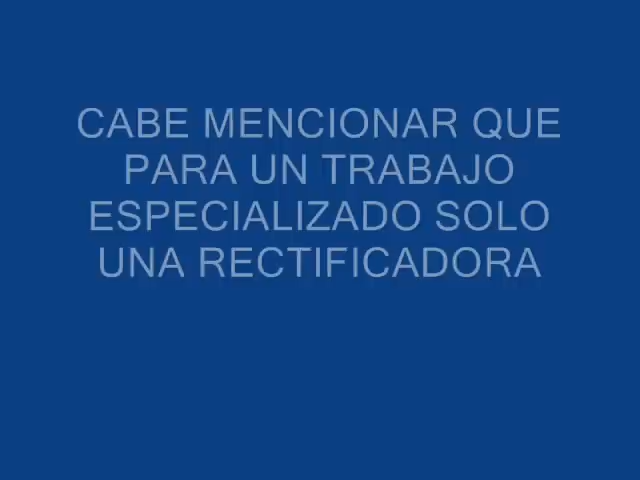 CABE MENCIONAR QUE
PARA UN TRABAJO
ESPECIALIZADO SOLO
UNA RECTIFICADORA